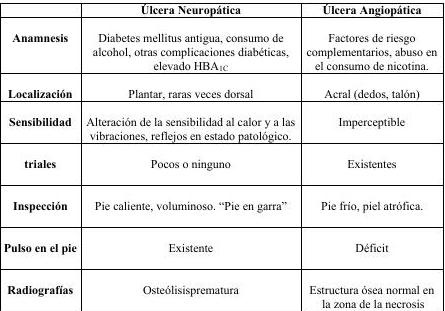 Úlcera Neuropática Úlcera Angiopática
Anamnesis Diabetes mellitus antigua, consumo de alcohol, otras complicaciones diabéticas, elevado HBA1C Factores de riesgo complementarios, abuso en el consumo de nicotina.
Localización Plantar, raras veces dorsal Acral (dedos, talón)
Sensibilidad Alteración de la sensibilidad al calor y a las vibraciones, reflejos en estado patológico. Imperceptible
triales Pocos o ninguno Existentes
Inspección Pie caliente, voluminoso. “Pie en garra” Pie frío, piel atrófica.
Pulso en el pie Existente Déficit
Radiografías Osteólisisprematura Estructura ósea normal en la zona de la necrosis